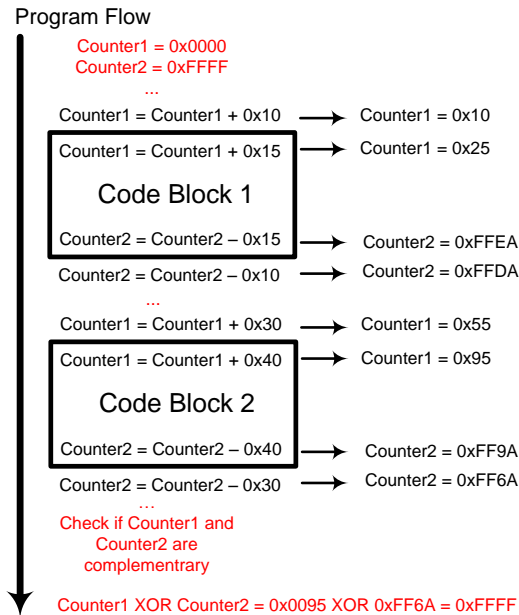 Program Flow
Counter1 = 0x0000
Counter2 = 0xFFFF
...
Counter1 = Counter1 + 0x10 Counter1 = 0x10
Counter1 = Counter1 + 0x15 Counter1 = 0x25
Code Block 1
Counter2 = Counter2 – 0x15 Counter2 = 0xFFEA
Counter2 = Counter2 – 0x10 Counter2 = 0xFFDA
...
Counter1 = Counter1 + 0x30 Counter1 = 0x55
Counter1 = Counter1 + 0x40 Counter1 = 0x95
Code Block 2
Counter2 = Counter2 – 0x40 Counter2 = 0xFF9A
Counter2 = Counter2 – 0x30 Counter2 = 0xFF6A
...
Check if Counter1 and
Counter2 are
complementrary
Counter1 XOR Counter2 = 0x0095 XOR 0xFF6A = 0xFFFF